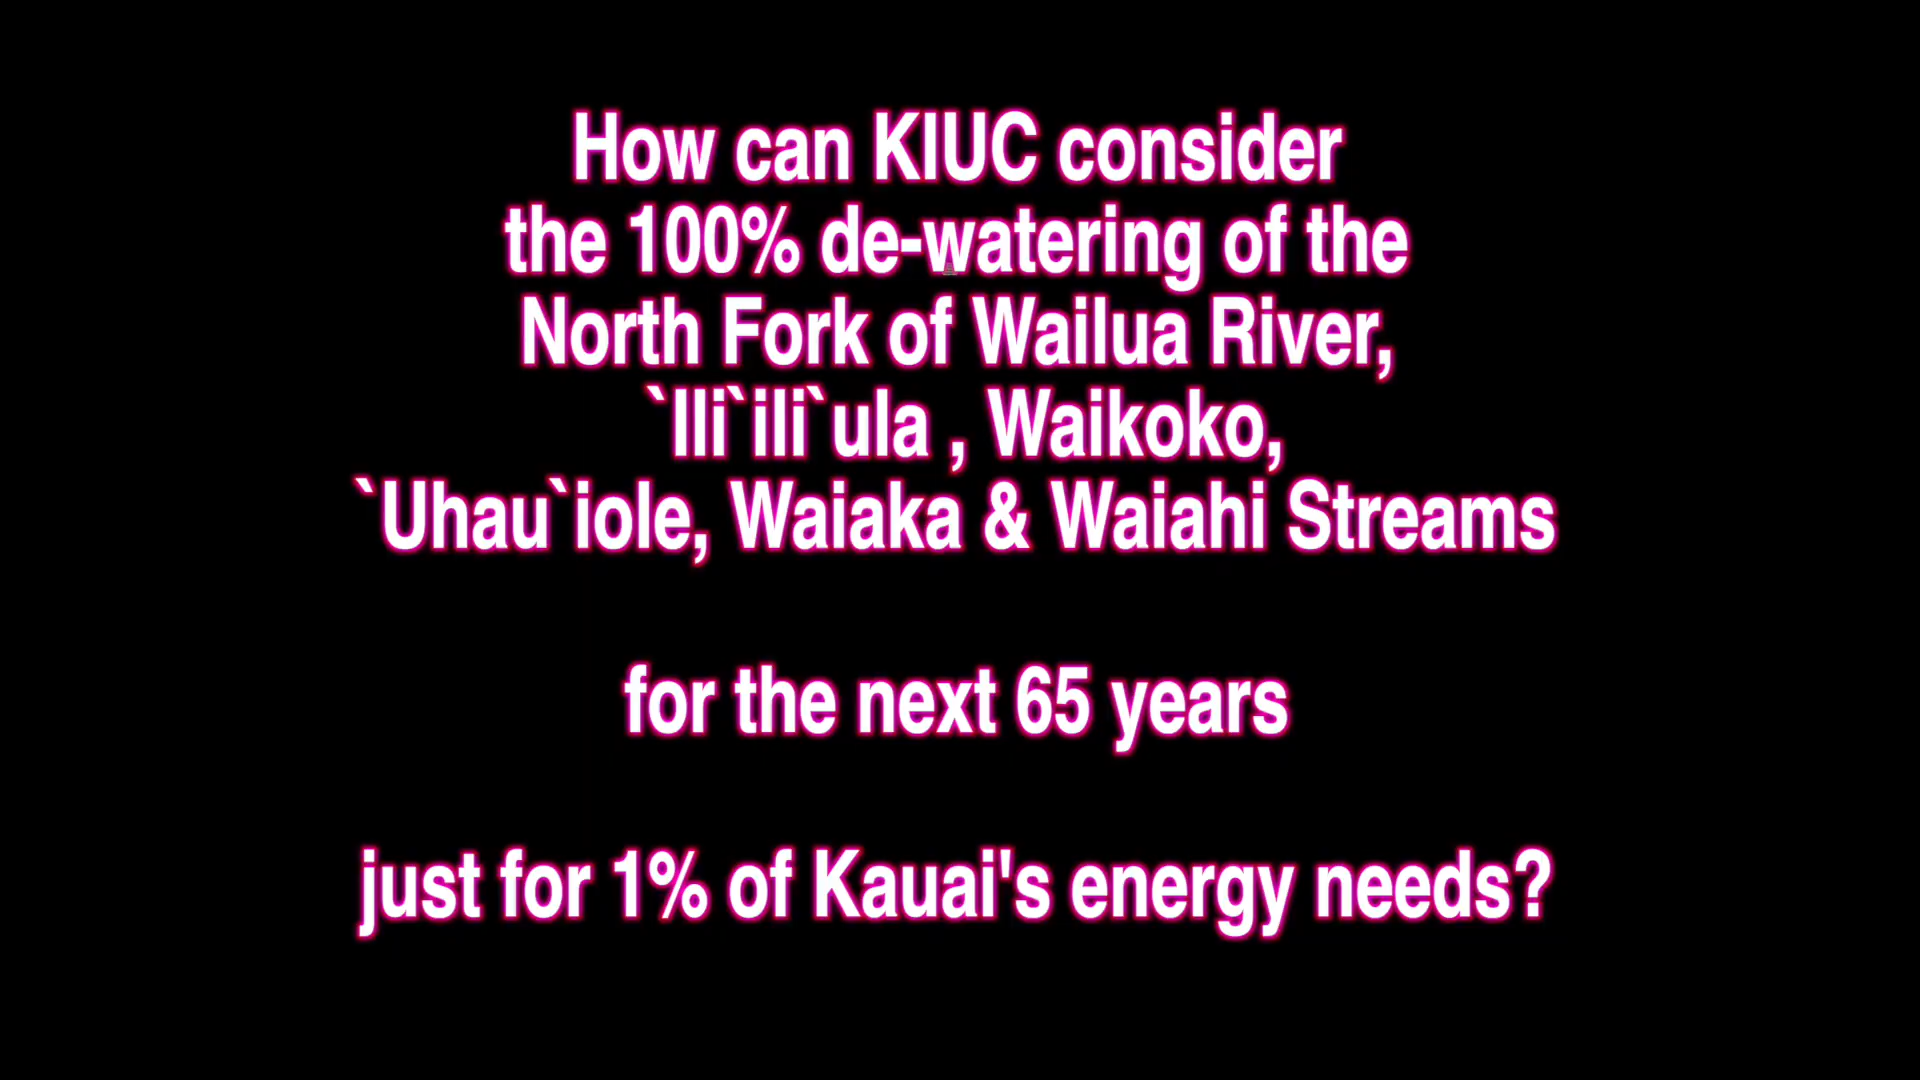 How can KIUC consider
the 100% de-watering of the
North Fork of Wailua River,
`Ili`ili`ula , Waikoko,
`Uhau`iole, Waiaka & Waiahi Streams
for the next 65 years
just for 1% of Kauai's energy needs?